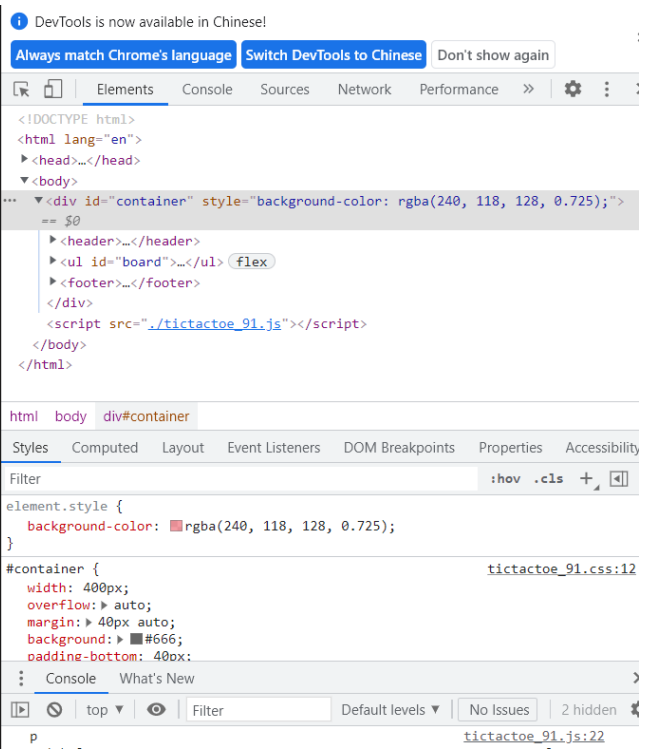 DevTools is now available in Chinese!
Always match Chrome's language Switch DevTools to Chinese Don't show again
Elements Console Sources Network Performance »
<!DOCTYPE html>
<html lang="en">
▶<head>…</head>
▼<body>
… ▼<div id="container" style="background-color: rgba(240, 118, 128, 0.725);">
== $0
▶<header>…</header>
▶<ul id="board">…</ul> flex
▶<footer>…</footer>
</div>
<script src="./tictactoe_91.js"></script>
</body>
</html>
html body div#container
Styles Computed Layout Event Listeners DOM Breakpoints Properties Accessibility
Filter :hov .cls +
element.style {
background-color: rgba(240, 118, 128, 0.725);
}
#container { tictactoe_91.css:12
width: 400px;
overflow:▶ auto;
margin:▶ 40px auto;
background:▶ #666;
padding-bottom: 40px;
Console What's New
top ▼ Filter Default levels ▼ No Issues 2 hidden
p tictactoe_91.js:22